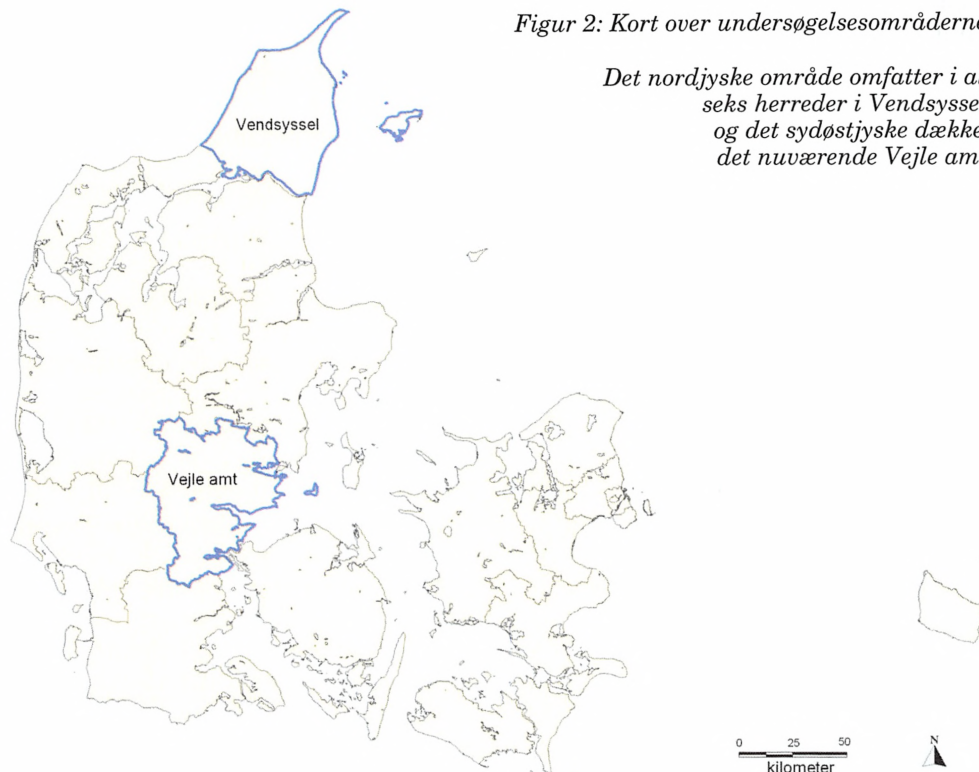 Figur 2: Kort over undersøgelsesområderne
Det nordjyske område omfatter i a
seks herreder i Vendsysse
og det sydøstjyske dække
det nuværende Vejle am
Vendsyssel
Vejle amt
0 25 50
kilometer
N